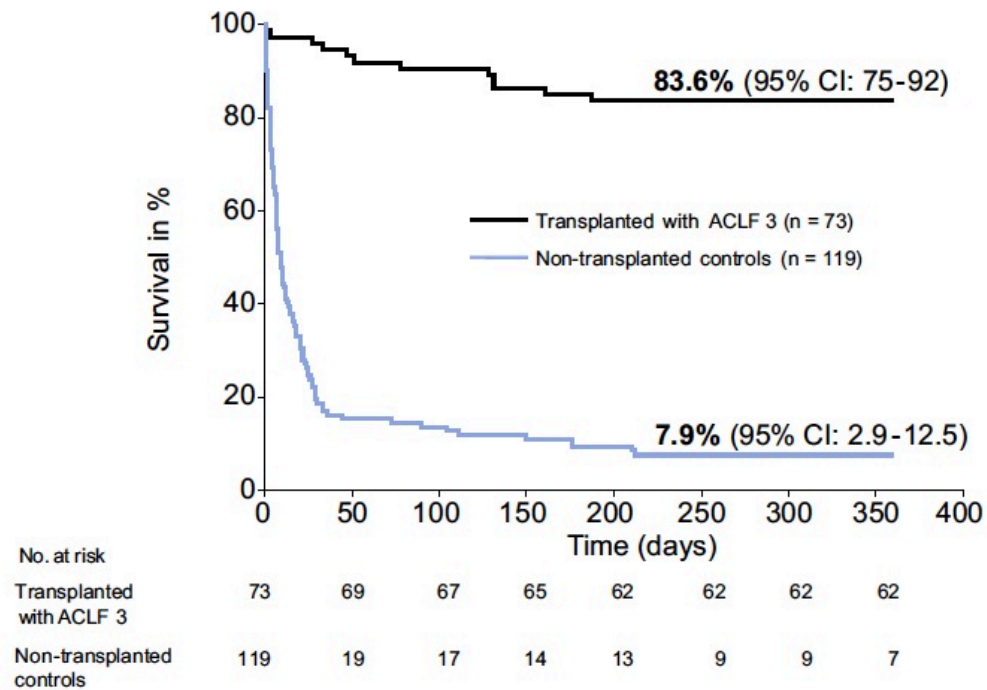 100
80
60
40
20
0
Survival in %
83.6% (95% CI: 75-92)
Transplanted with ACLF 3 (n = 73)
Non-transplanted controls (n = 119)
7.9% (95% CI: 2.9-12.5)
0 50 100 150 200 250 300 350 400
Time (days)
No. at risk
Transplanted 73 69 67 65 62 62 62 62
with ACLF 3
Non-transplanted 119 19 17 14 13 9 9 7
controls